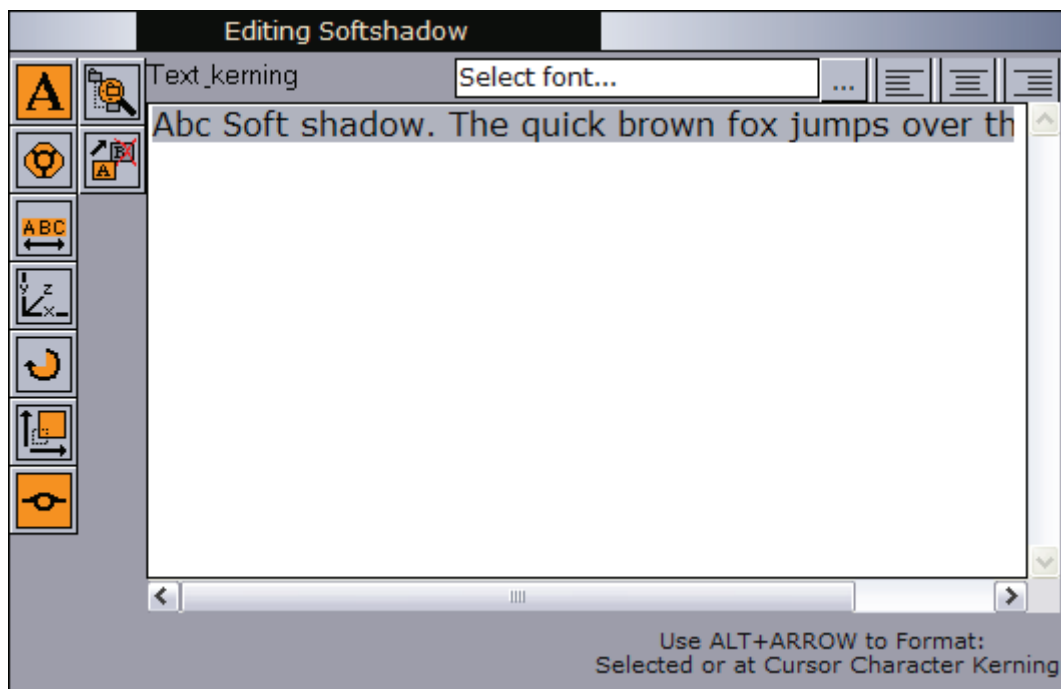 Editing Softshadow
Text_kerning
Select font...
...
Abc Soft shadow. The quick brown fox jumps over th
A
B
A
ABC
y z
x
Use ALT+ARROW to Format:
Selected or at Cursor Character Kerning